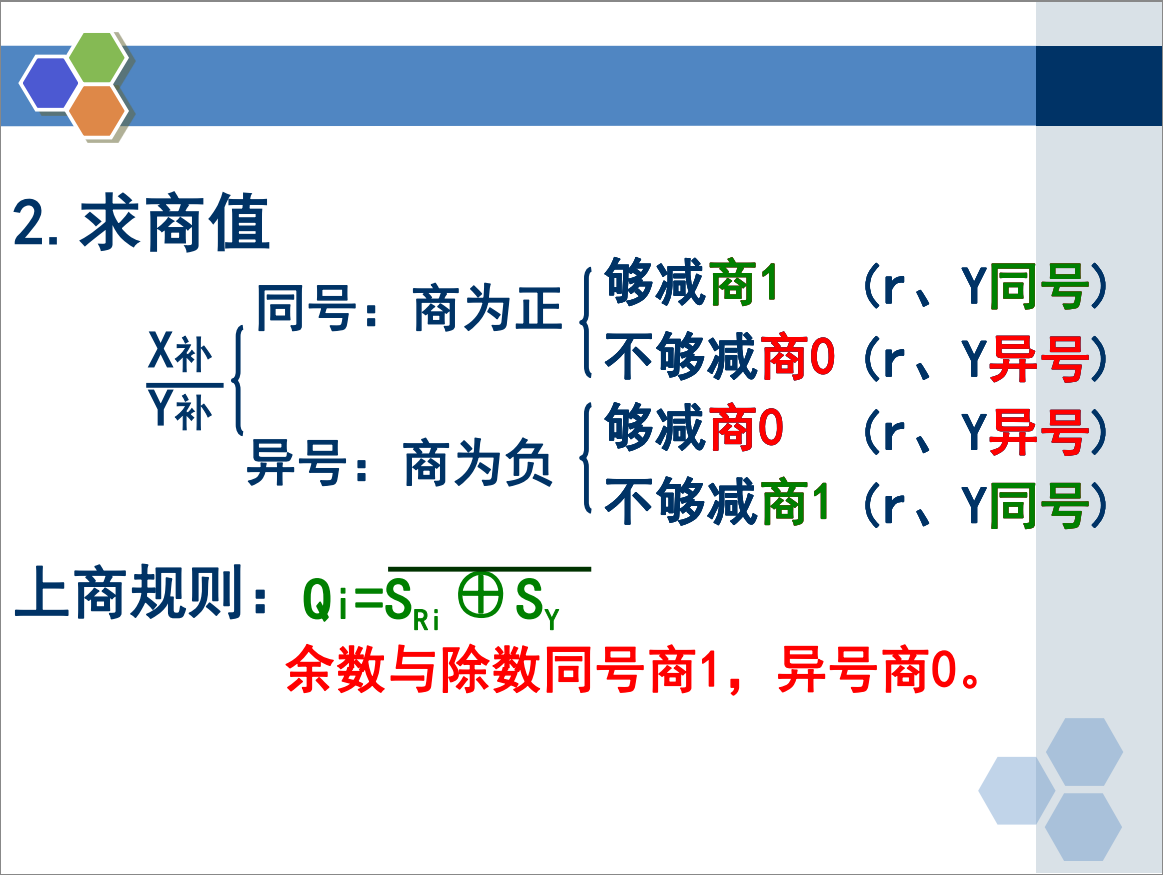 2.求商值
够减商1 (r、Y同号)
同号：商为正
不够减商0 (r、Y异号)
X补
Y补
够减商0 (r、Y异号)
异号：商为负
不够减商1 (r、Y同号)
上商规则：Qi=SRi ⊕ SY
余数与除数同号商1，异号商0。